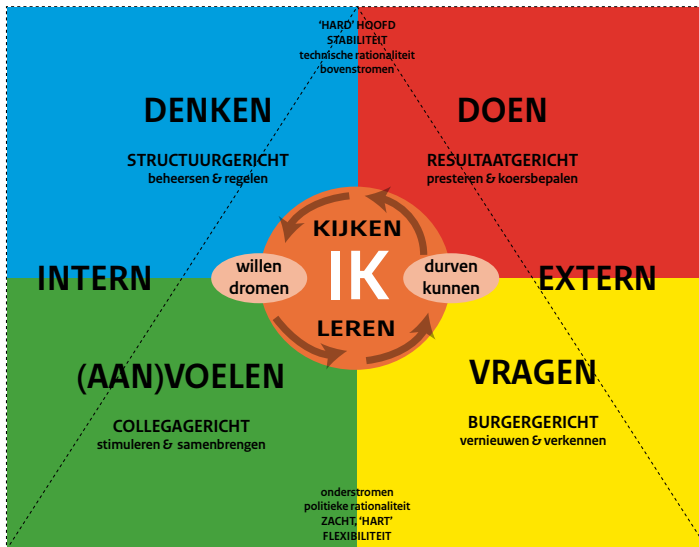 ‘HARD’ HOOFD
STABILITEIT
technische rationaliteit
bovenstromen
DENKEN
DOEN
STRUCTUURGERICHT
beheersen & regelen
RESULTAATGERICHT
presteren & koersbepalen
KIJKEN
willen
dromen
IK
durven
kunnen
INTERN
EXTERN
LEREN
(AAN)VOELEN
VRAGEN
COLLEGAGERICHT
stimuleren & samenbrengen
BURGERGERICHT
vernieuwen & verkennen
onderstromen
politieke rationaliteit
ZACHT, ‘HART’
FLEXIBILITEIT